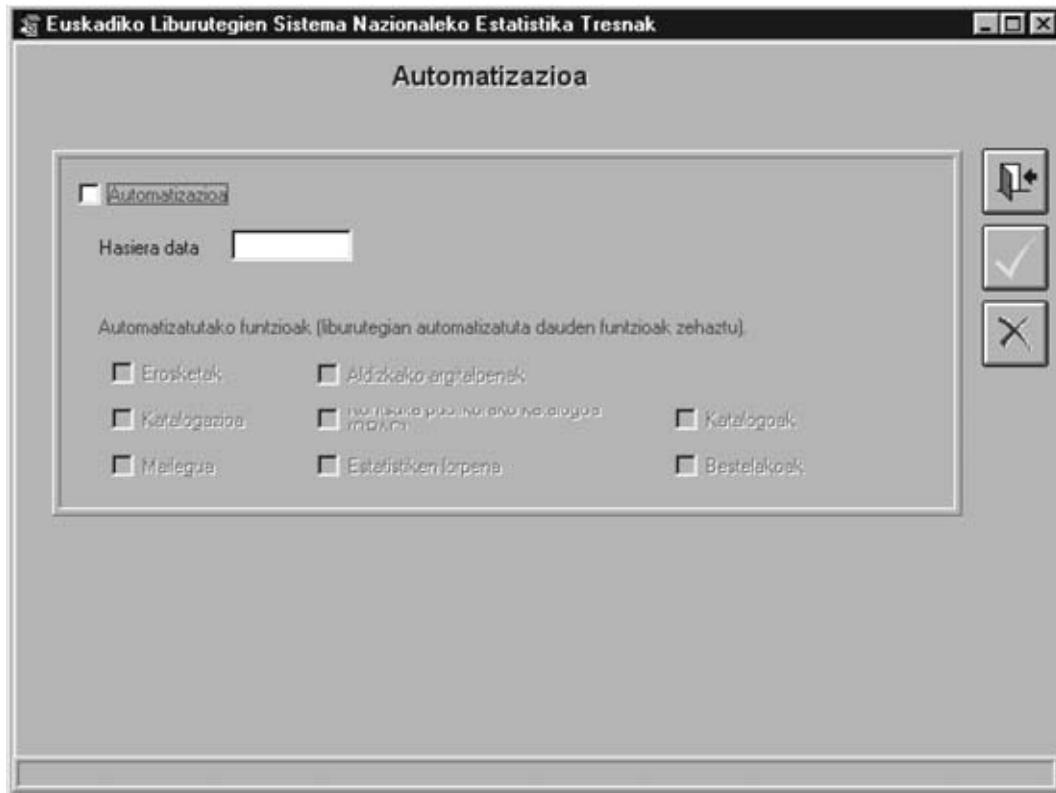 Euskadiko Liburutegien Sistema Nazionaleko Estatistika Tresnak
Automatizazioa
Automatizazioa
Hasiera data
Automatizatutako funtzioak (liburutegian automatizatuta dauden funtzioak zehaztu).
Erosketak
Aldizkako argitalpenak
Katalogazioa
katalogoa
Katalogoak
Mailegua
Estatistiken lorpena
Bestelakoak